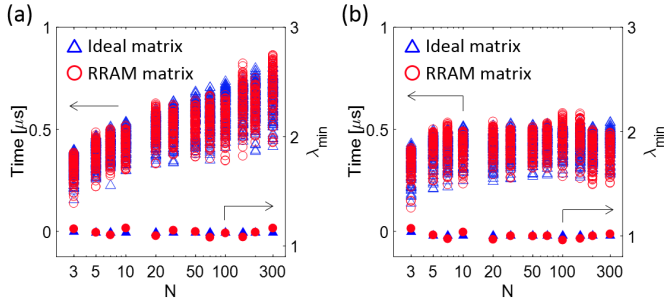 (a)
1
3
Ideal matrix
RRAM matrix
Time [μs]
0.5
2
λmin
0
1
3 5 10 20 50 100 300
N
(b)
1
3
Ideal matrix
RRAM matrix
Time [μs]
0.5
2
λmin
0
1
3 5 10 20 50 100 300
N